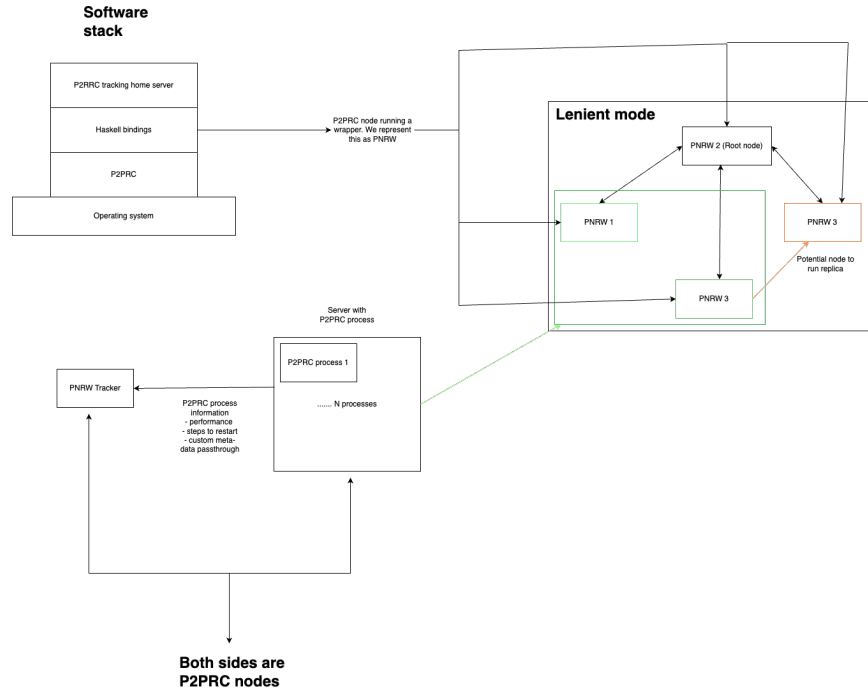 Software
stack
P2RRC tracking home server
Haskell bindings
P2PRC
Operating system
P2PRC node running a
wrapper. We represent
this as PNRW
Lenient mode
PNRW 2 (Root node)
PNRW 1
PNRW 3
Potential node to
run replica
PNRW 3
Server with
P2PRC process
P2PRC process 1
....... N processes
PNRW Tracker
P2PRC process
information
- performance
- steps to restart
- custom meta-
data passthrough
Both sides are
P2PRC nodes